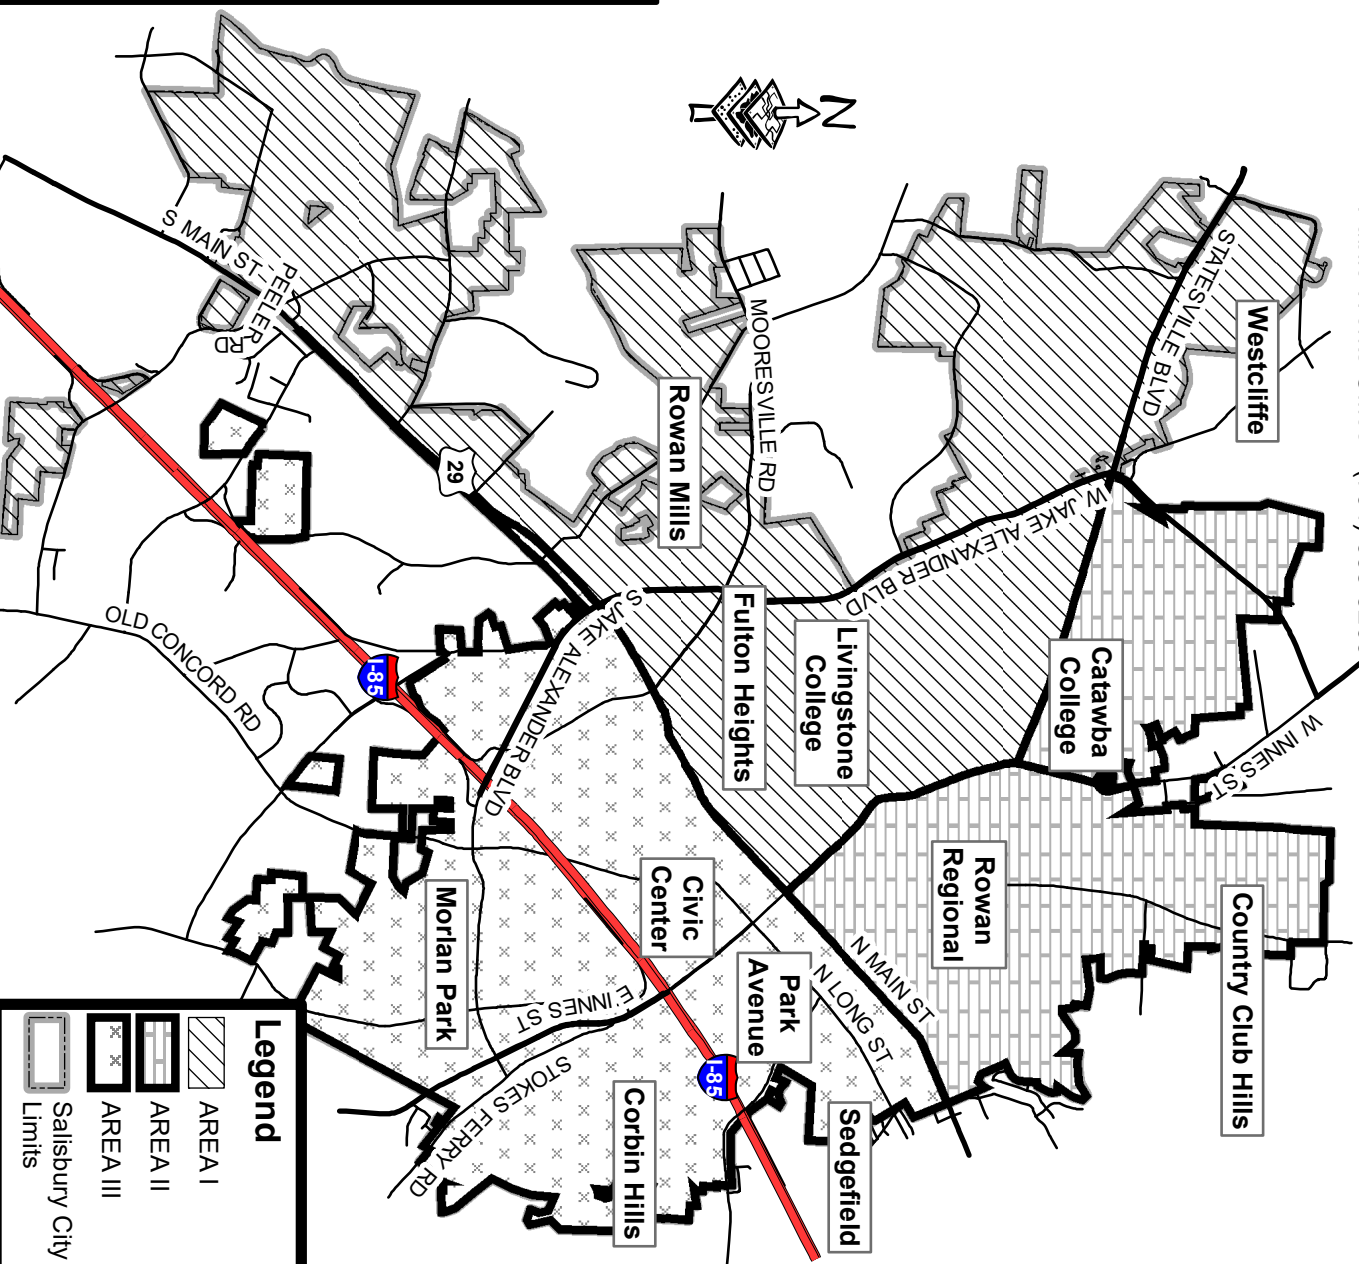 N
Westcliffe
STATESVILLE BLVD
MOORESVILLE RD
Rowan Mills
W JAKE ALEXANDER BLVD
S MAIN ST
PEELER
RD
29
Fulton Heights
Livingstone
College
Catawba
College
W INNES ST
S JAKE ALEXANDER BLVD
I-85
OLD CONCORD RD
Country Club Hills
Rowan
Regional
N MAIN ST
N LONG ST
Civic
Center
Park
Avenue
Morlan Park
E INNES ST
STOKES FERRY RD
I-85
Sedgefield
Corbin Hills
Legend
AREA I
AREA II
AREA III
Salisbury City
Limits